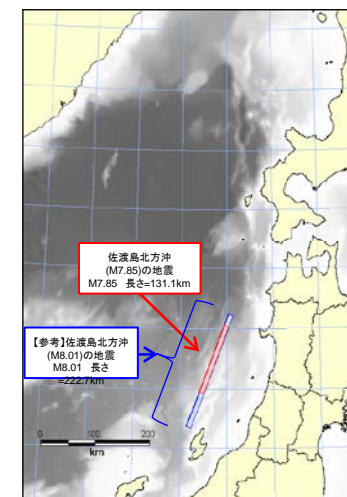 佐渡島北方沖
(M7.85)の地震
M7.85 長さ=131.1km
【参考】佐渡島北方沖
(M8.01)の地震
M8.01 長さ
=222.7km
0 100 200
km